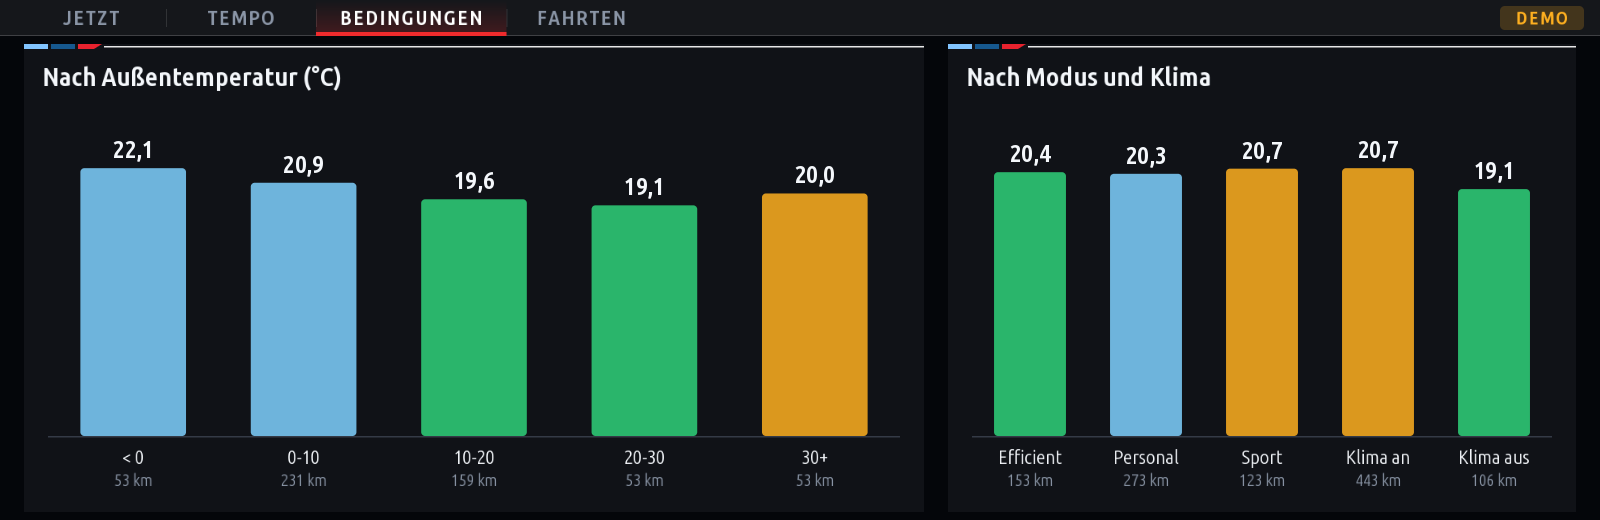 JETZT TEMPO BEDINGUNGEN FAHRTEN DEMO
Nach Außentemperatur (°C)
22,1 20,9 19,6 19,1 20,0
< 0 0-10 10-20 20-30 30+
53 km 231 km 159 km 53 km 53 km
Nach Modus und Klima
20,4 20,3 20,7 20,7 19,1
Efficient Personal Sport Klima an Klima aus
153 km 273 km 123 km 443 km 106 km